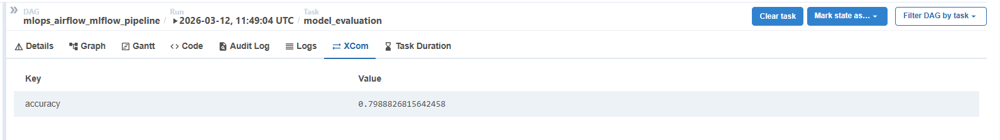 DAG Run Task
mlops_airflow_mlflow_pipeline / 2026-03-12, 11:49:04 UTC / model_evaluation
Clear task Mark state as... Filter DAG by task
Details Graph Gantt Code Audit Log Logs XCom Task Duration
Key Value
accuracy 0.7988826815642458